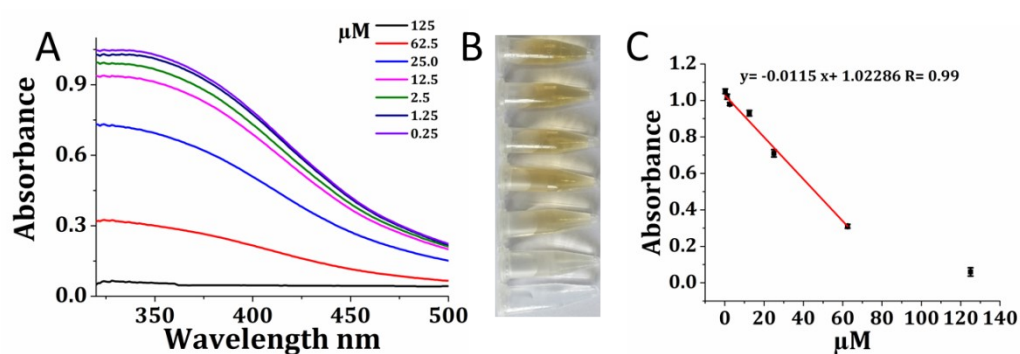 A
B
C
µM
125
62.5
25.0
12.5
2.5
1.25
0.25
0.9
0.6
0.3
0.0
Absorbance
350 400 450 500
Wavelength nm
y= -0.0115 x+ 1.02286 R= 0.99
1.2
1.0
0.8
0.6
0.4
0.2
0.0
Absorbance
0 20 40 60 80 100 120 140
µM